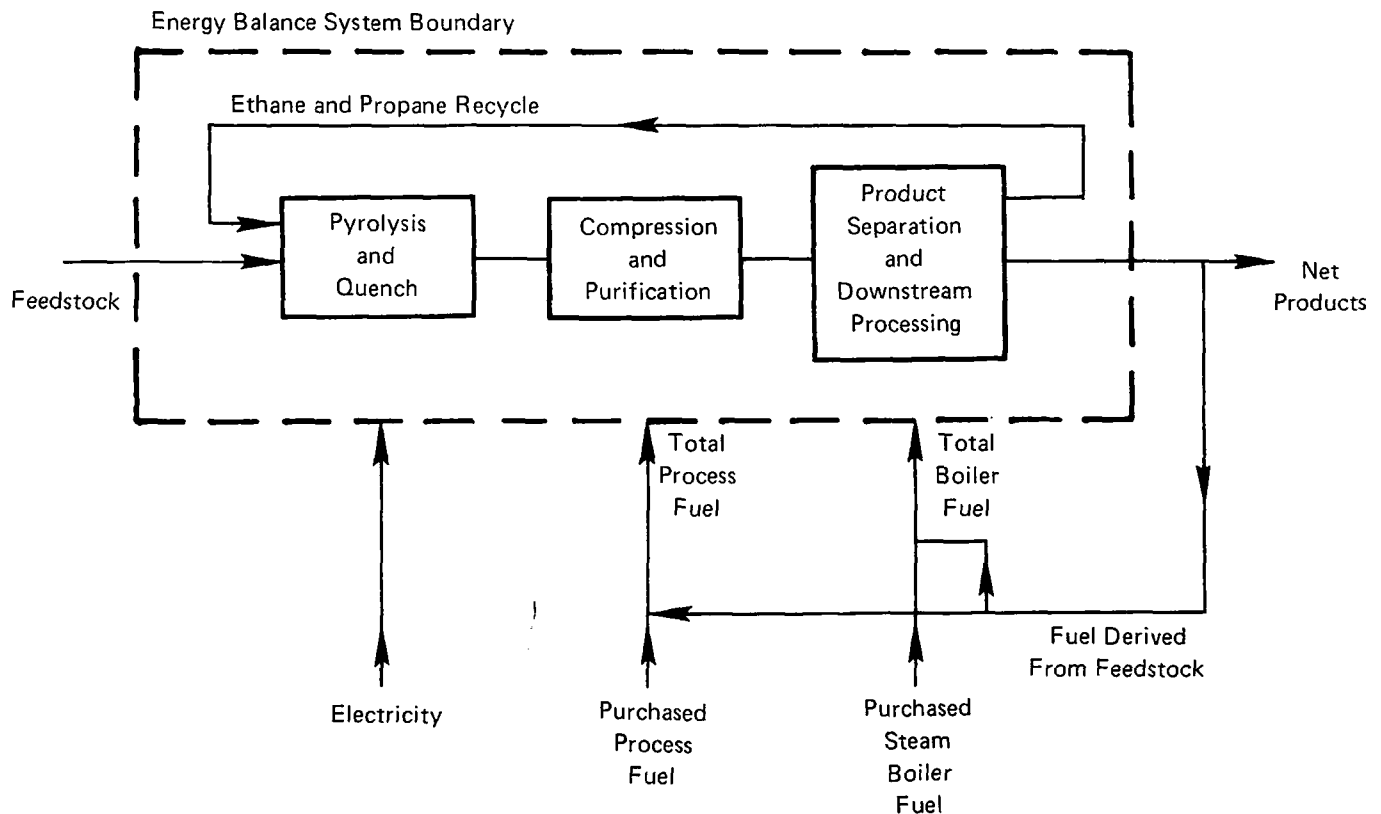 Energy Balance System Boundary
Ethane and Propane Recycle
Pyrolysis
and
Quench
Compression
and
Purification
Product
Separation
and
Downstream
Processing
Feedstock
Net
Products
Total
Process
Fuel
Total
Boiler
Fuel
Fuel Derived
From Feedstock
Electricity
Purchased
Process
Fuel
Purchased
Steam
Boiler
Fuel